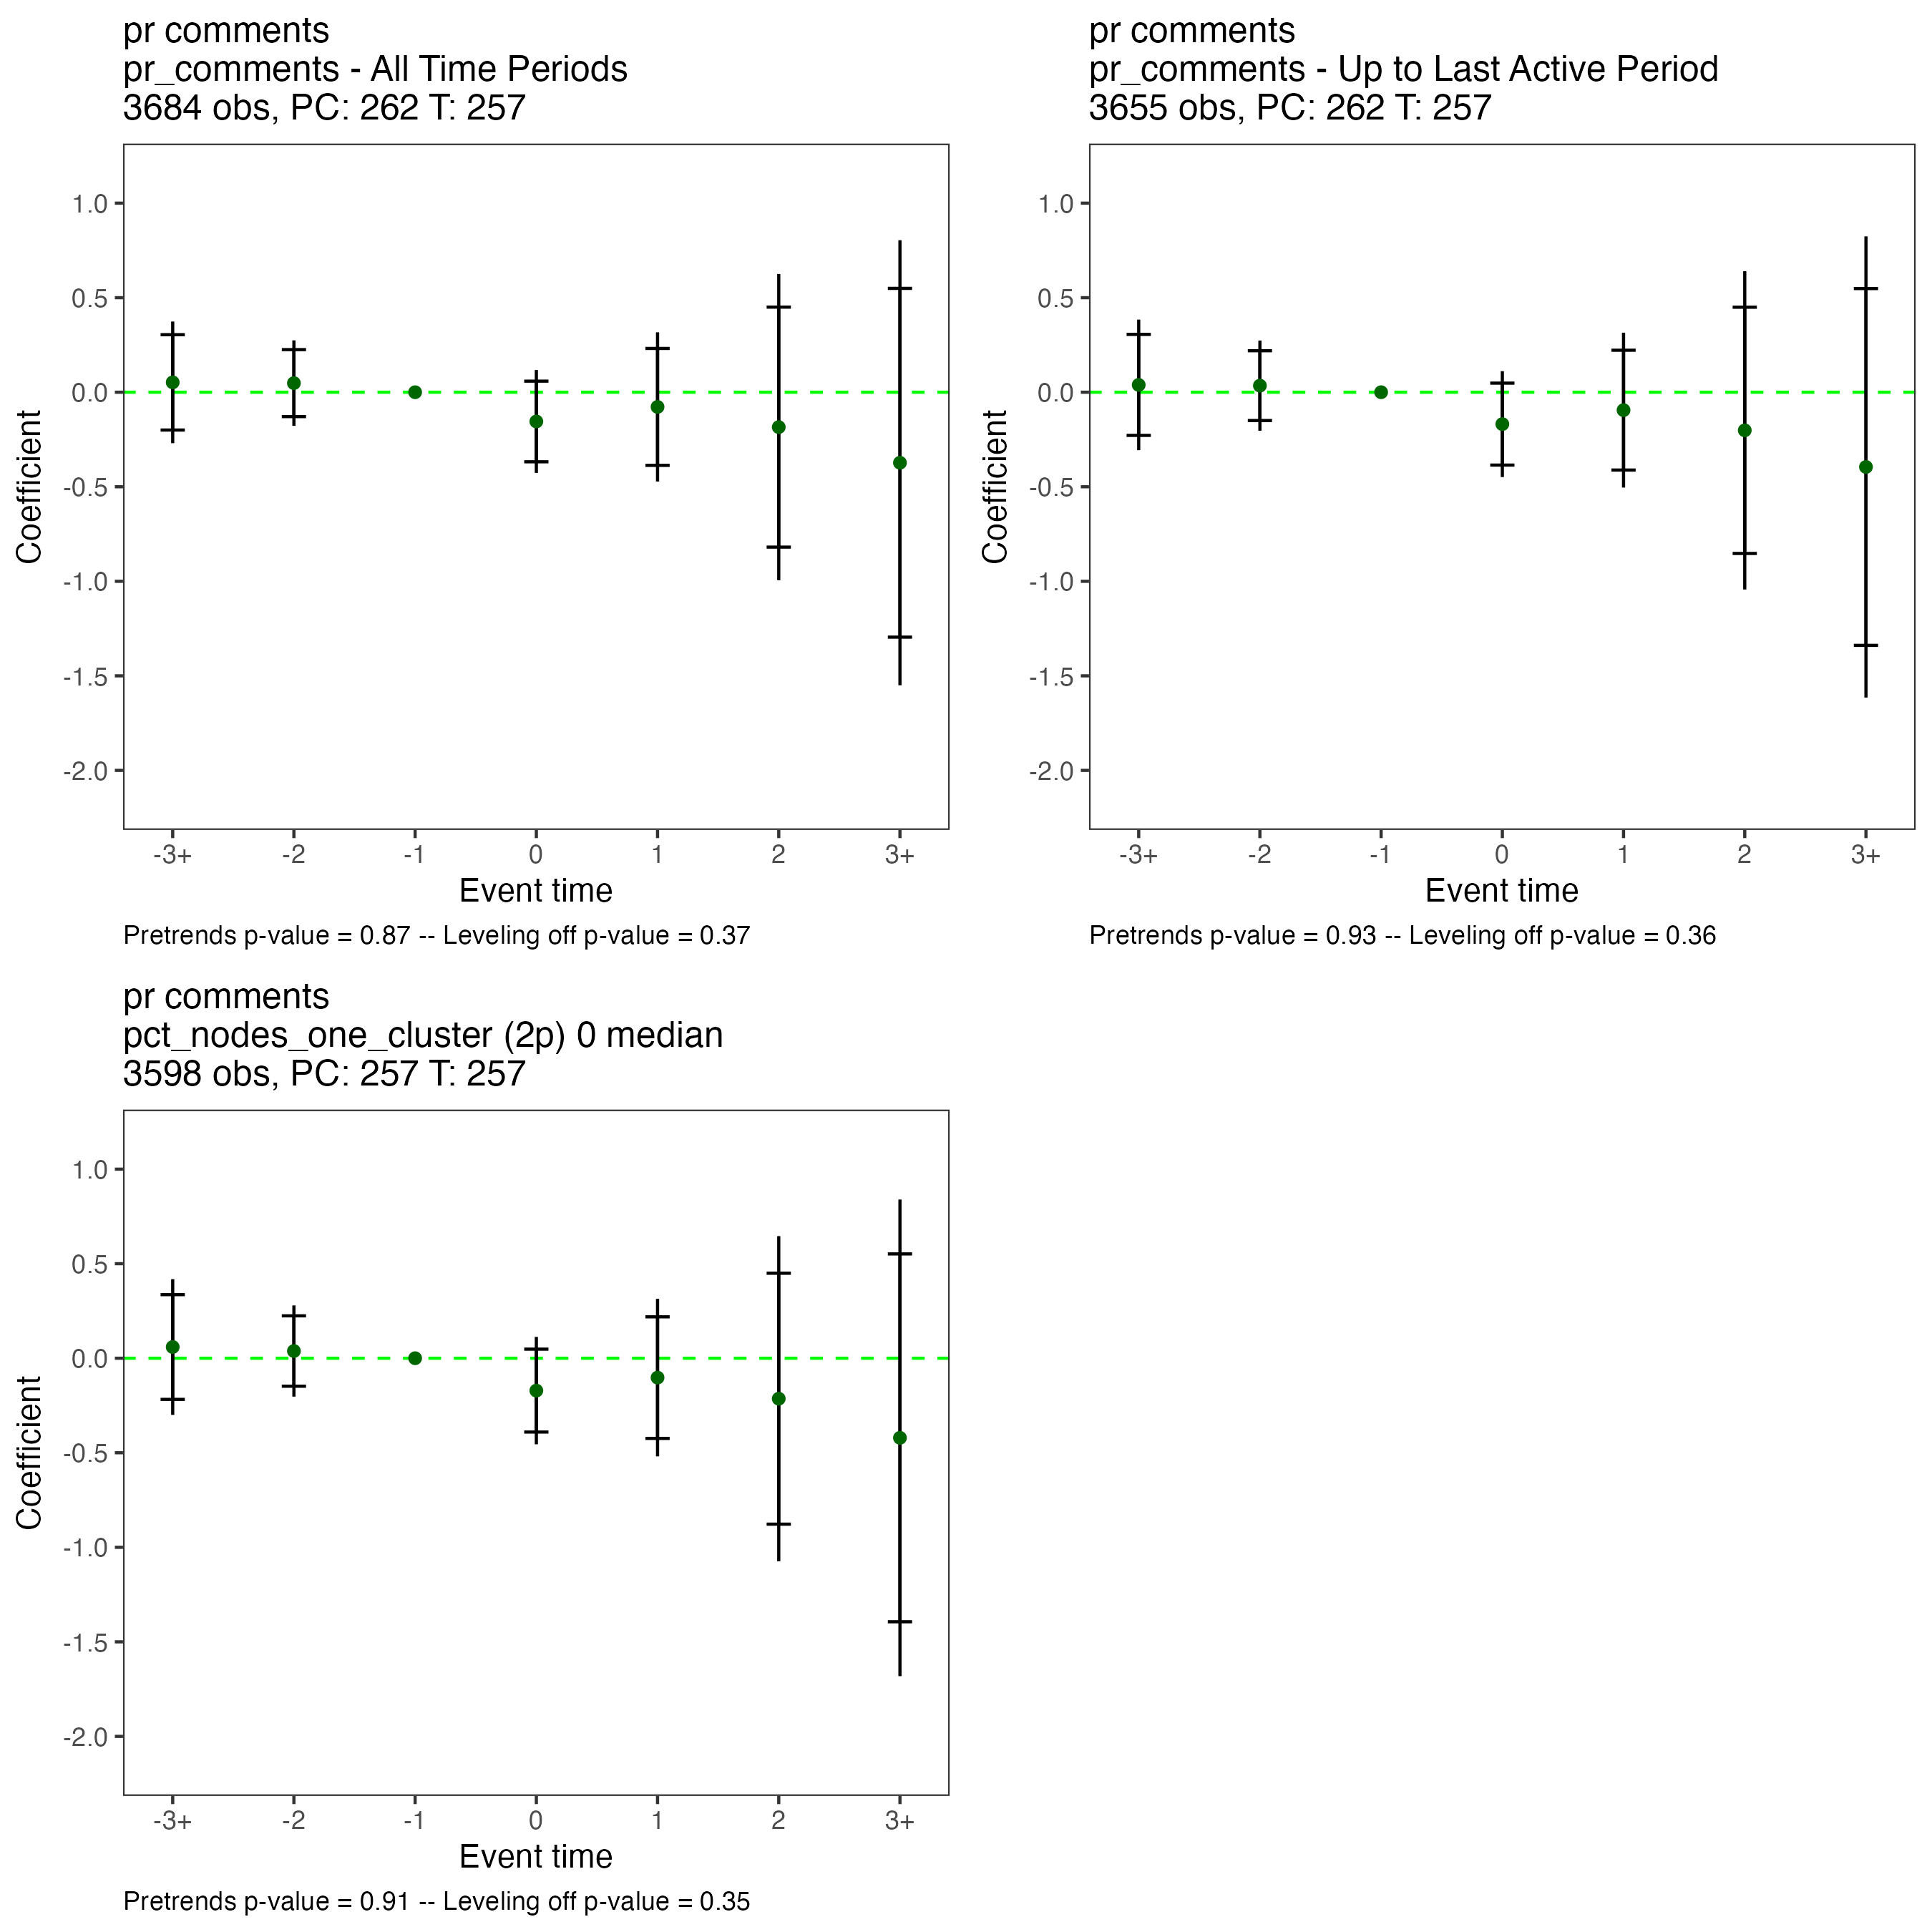 pr comments
pr_comments - All Time Periods
3684 obs, PC: 262 T: 257
1.0
0.5
0.0
-0.5
-1.0
-1.5
-2.0
Coefficient
-3+ -2 -1 0 1 2 3+
Event time
Pretrends p-value = 0.87 -- Leveling off p-value = 0.37
pr comments
pr_comments - Up to Last Active Period
3655 obs, PC: 262 T: 257
1.0
0.5
0.0
-0.5
-1.0
-1.5
-2.0
Coefficient
-3+ -2 -1 0 1 2 3+
Event time
Pretrends p-value = 0.93 -- Leveling off p-value = 0.36
pr comments
pct_nodes_one_cluster (2p) 0 median
3598 obs, PC: 257 T: 257
1.0
0.5
0.0
-0.5
-1.0
-1.5
-2.0
Coefficient
-3+ -2 -1 0 1 2 3+
Event time
Pretrends p-value = 0.91 -- Leveling off p-value = 0.35